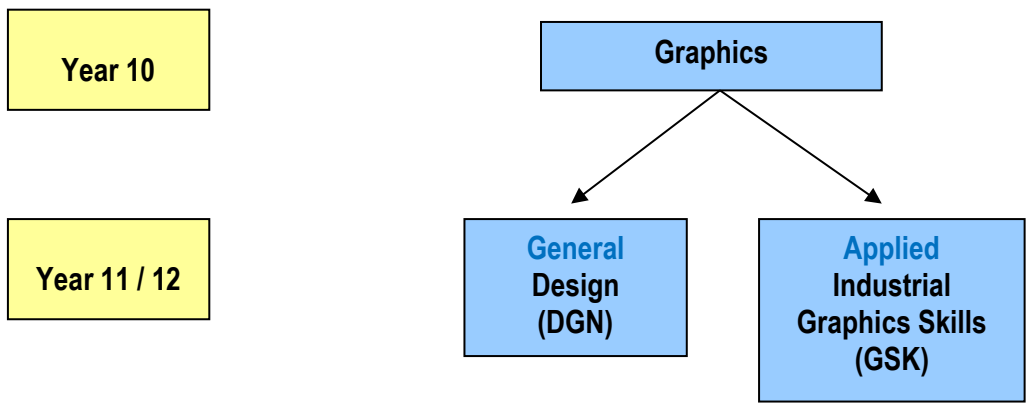 Year 10
Graphics
Year 11 / 12
General
Design
(DGN)
Applied
Industrial
Graphics Skills
(GSK)